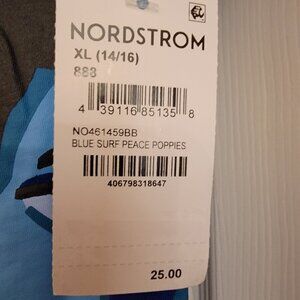 NORDSTROM
XL (14/16)
888
4 39116 85135 8
NO461459BB
BLUE SURF PEACE POPPIES
406798318647
25.00